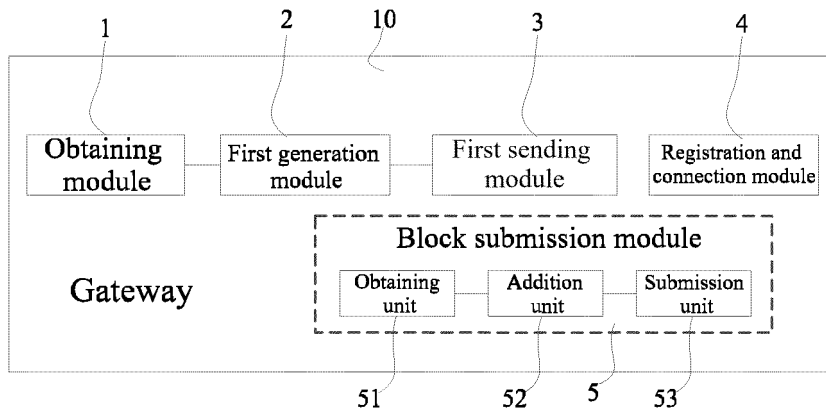 1
2
10
3
4
Obtaining
module
First generation
module
First sending
module
Registration and
connection module
Block submission module
Gateway
Obtaining
unit
Addition
unit
Submission
unit
51
52
5
53